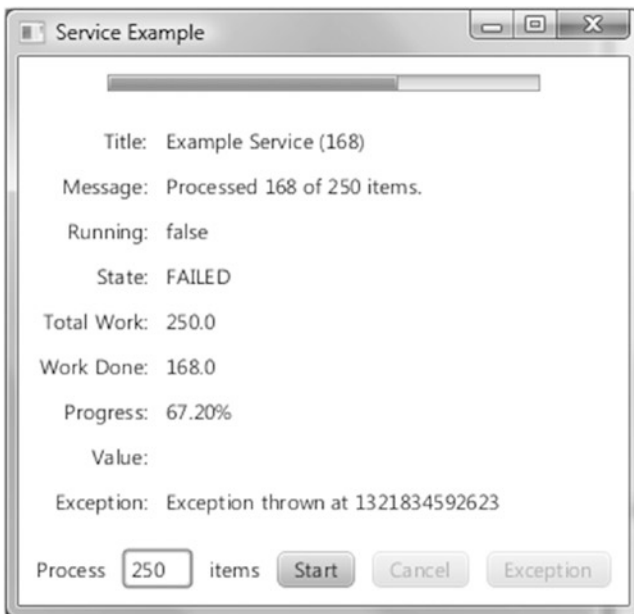 Service Example
Title: Example Service (168)
Message: Processed 168 of 250 items.
Running: false
State: FAILED
Total Work: 250.0
Work Done: 168.0
Progress: 67.20%
Value:
Exception: Exception thrown at 1321834592623
Process 250 items Start Cancel Exception